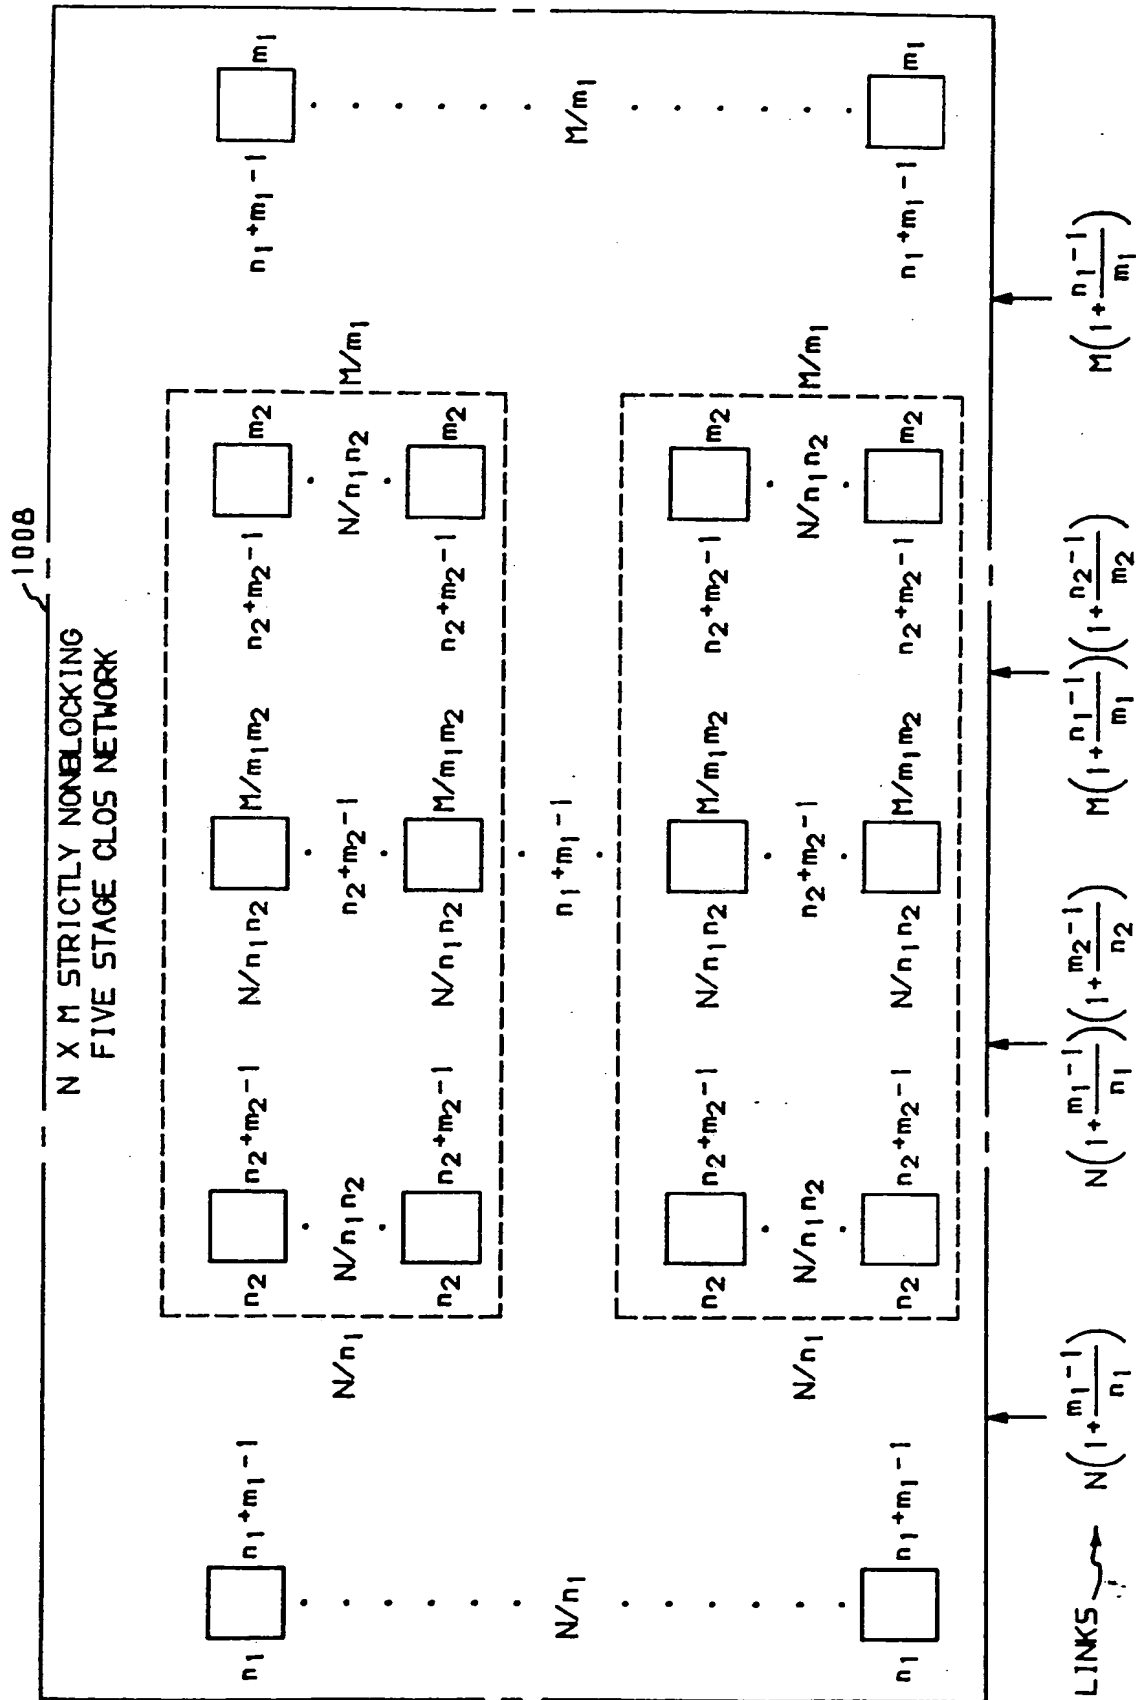 1008
N X M STRICTLY NONBLOCKING
FIVE STAGE CLOS NETWORK
n₁ n₁+m₁-1 n₂ n₂+m₂-1 N/n₁n₂ M/m₁m₂ n₂+m₂-1 m₂ n₁+m₁-1 m₁
N/n₁ N/n₁n₂ n₂+m₂-1 N/n₁n₂ M/m₁
n₂ n₂+m₂-1 N/n₁n₂ M/m₁m₂ n₂+m₂-1 m₂
N/n₁ n₁+m₁-1 M/m₁
n₂ n₂+m₂-1 N/n₁n₂ M/m₁m₂ n₂+m₂-1 m₂
N/n₁ N/n₁n₂ n₂+m₂-1 N/n₁n₂ M/m₁
n₁ n₁+m₁-1 n₂ n₂+m₂-1 N/n₁n₂ M/m₁m₂ n₂+m₂-1 m₂ n₁+m₁-1 m₁
LINKS N(1+(m₁-1)/n₁) N(1+(m₁-1)/n₁)(1+(m₂-1)/n₂) M(1+(n₁-1)/m₁)(1+(n₂-1)/m₂) M(1+(n₁-1)/m₁)